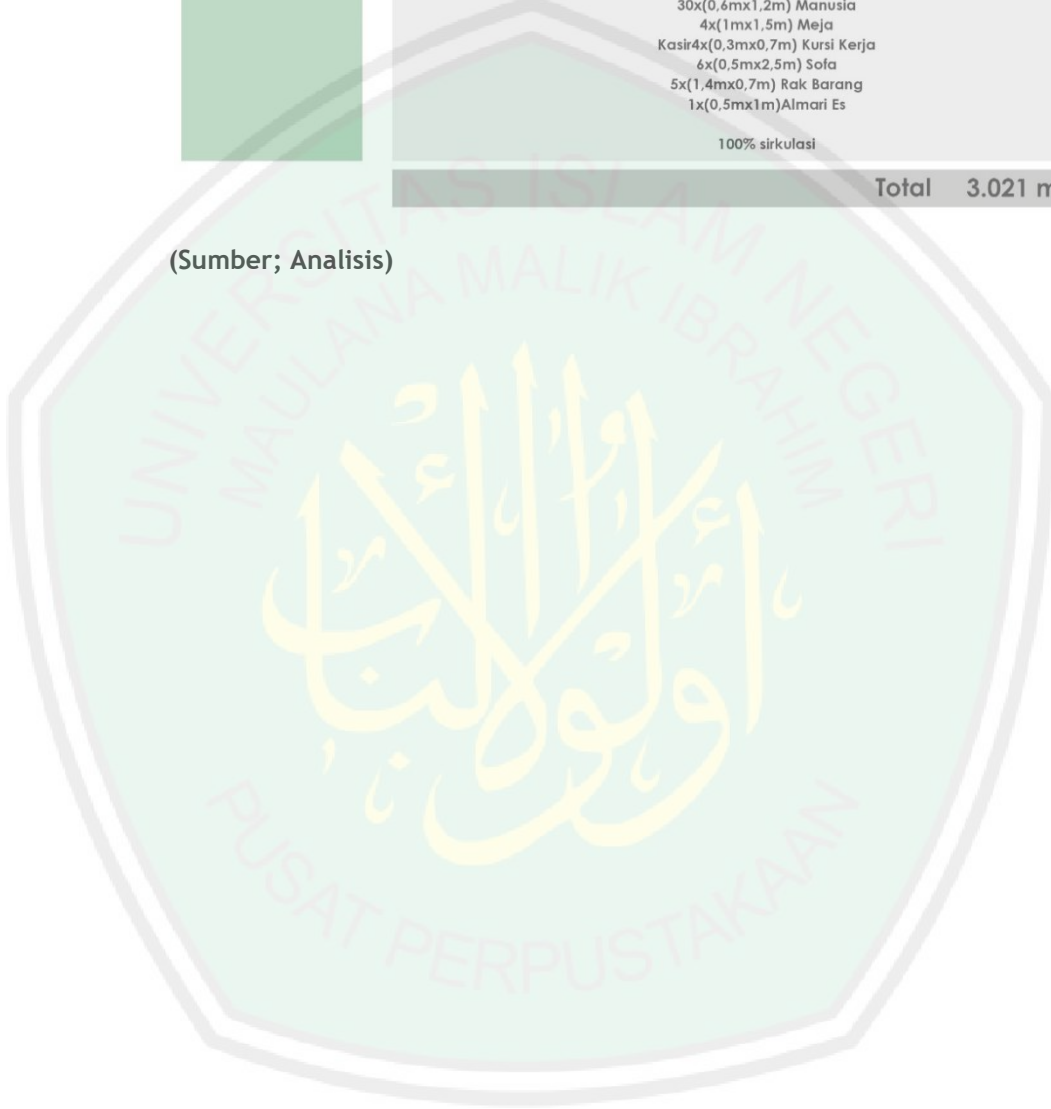 30x(0,6mx1,2m) Manusia
4x(1mx1,5m) Meja
Kasir4x(0,3mx0,7m) Kursi Kerja
6x(0,5mx2,5m) Sofa
5x(1,4mx0,7m) Rak Barang
1x(0,5mx1m)Almari Es
100% sirkulasi
Total 3.021 m
(Sumber; Analisis)
UNIVERSITAS ISLAM NEGERI
MAULANA MALIK IBRAHIM
أولوا الألباب
PUSAT PERPUSTAKAAN